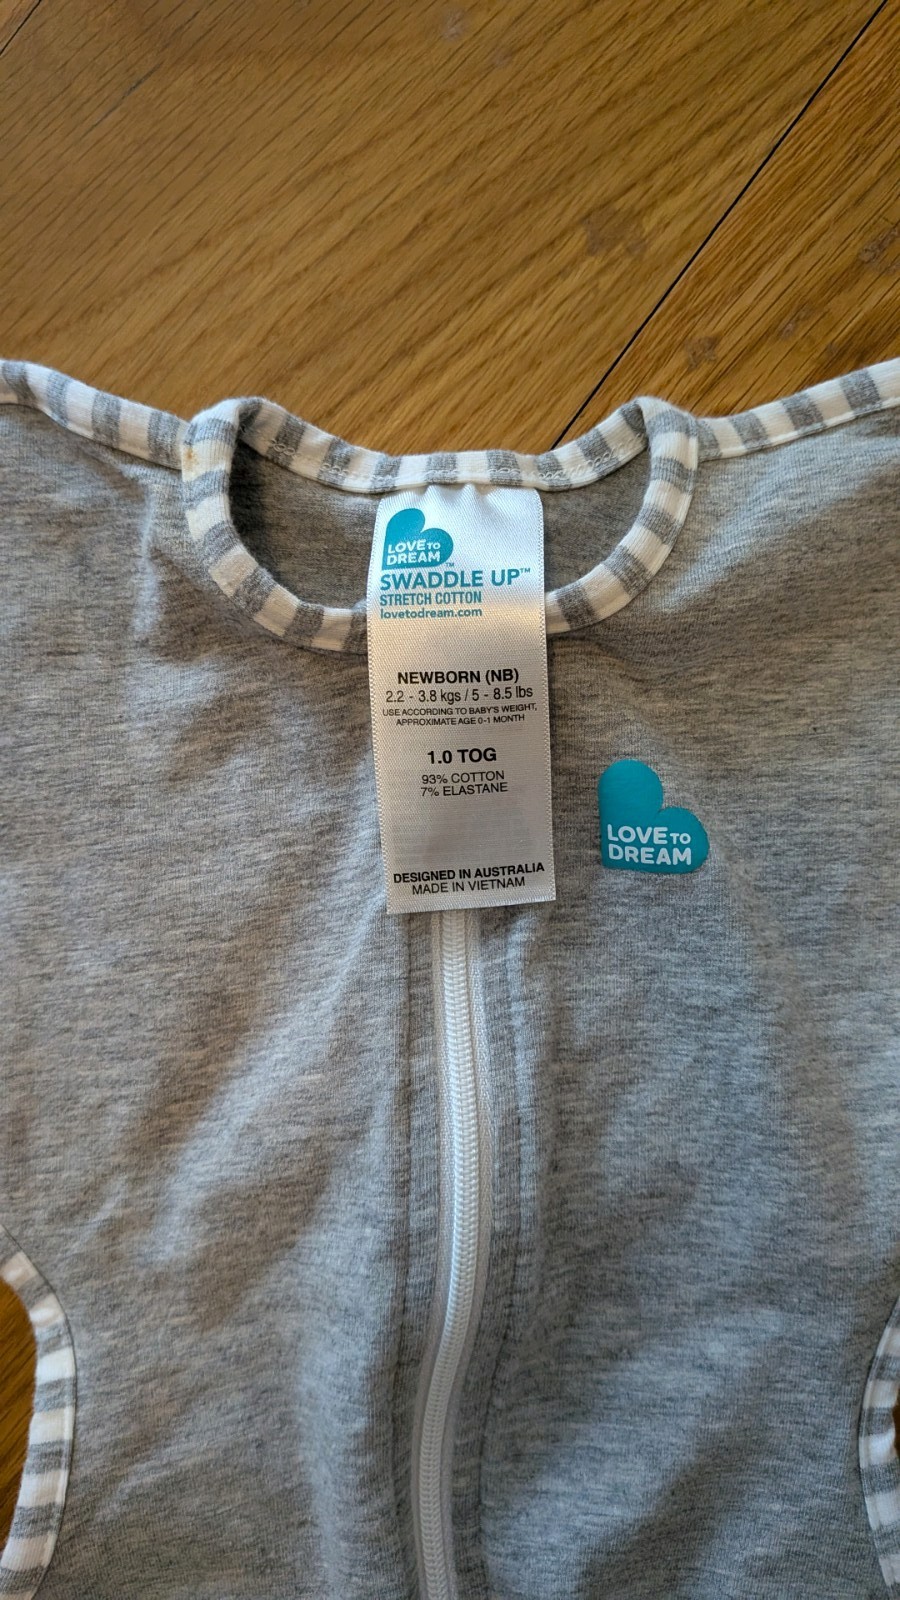 LOVE TO
DREAM™
SWADDLE UP™
STRETCH COTTON
lovetodream.com
NEWBORN (NB)
2.2 - 3.8 kgs / 5 - 8.5 lbs
USE ACCORDING TO BABY'S WEIGHT,
APPROXIMATE AGE 0-1 MONTH
1.0 TOG
93% COTTON
7% ELASTANE
DESIGNED IN AUSTRALIA
MADE IN VIETNAM
LOVE TO
DREAM